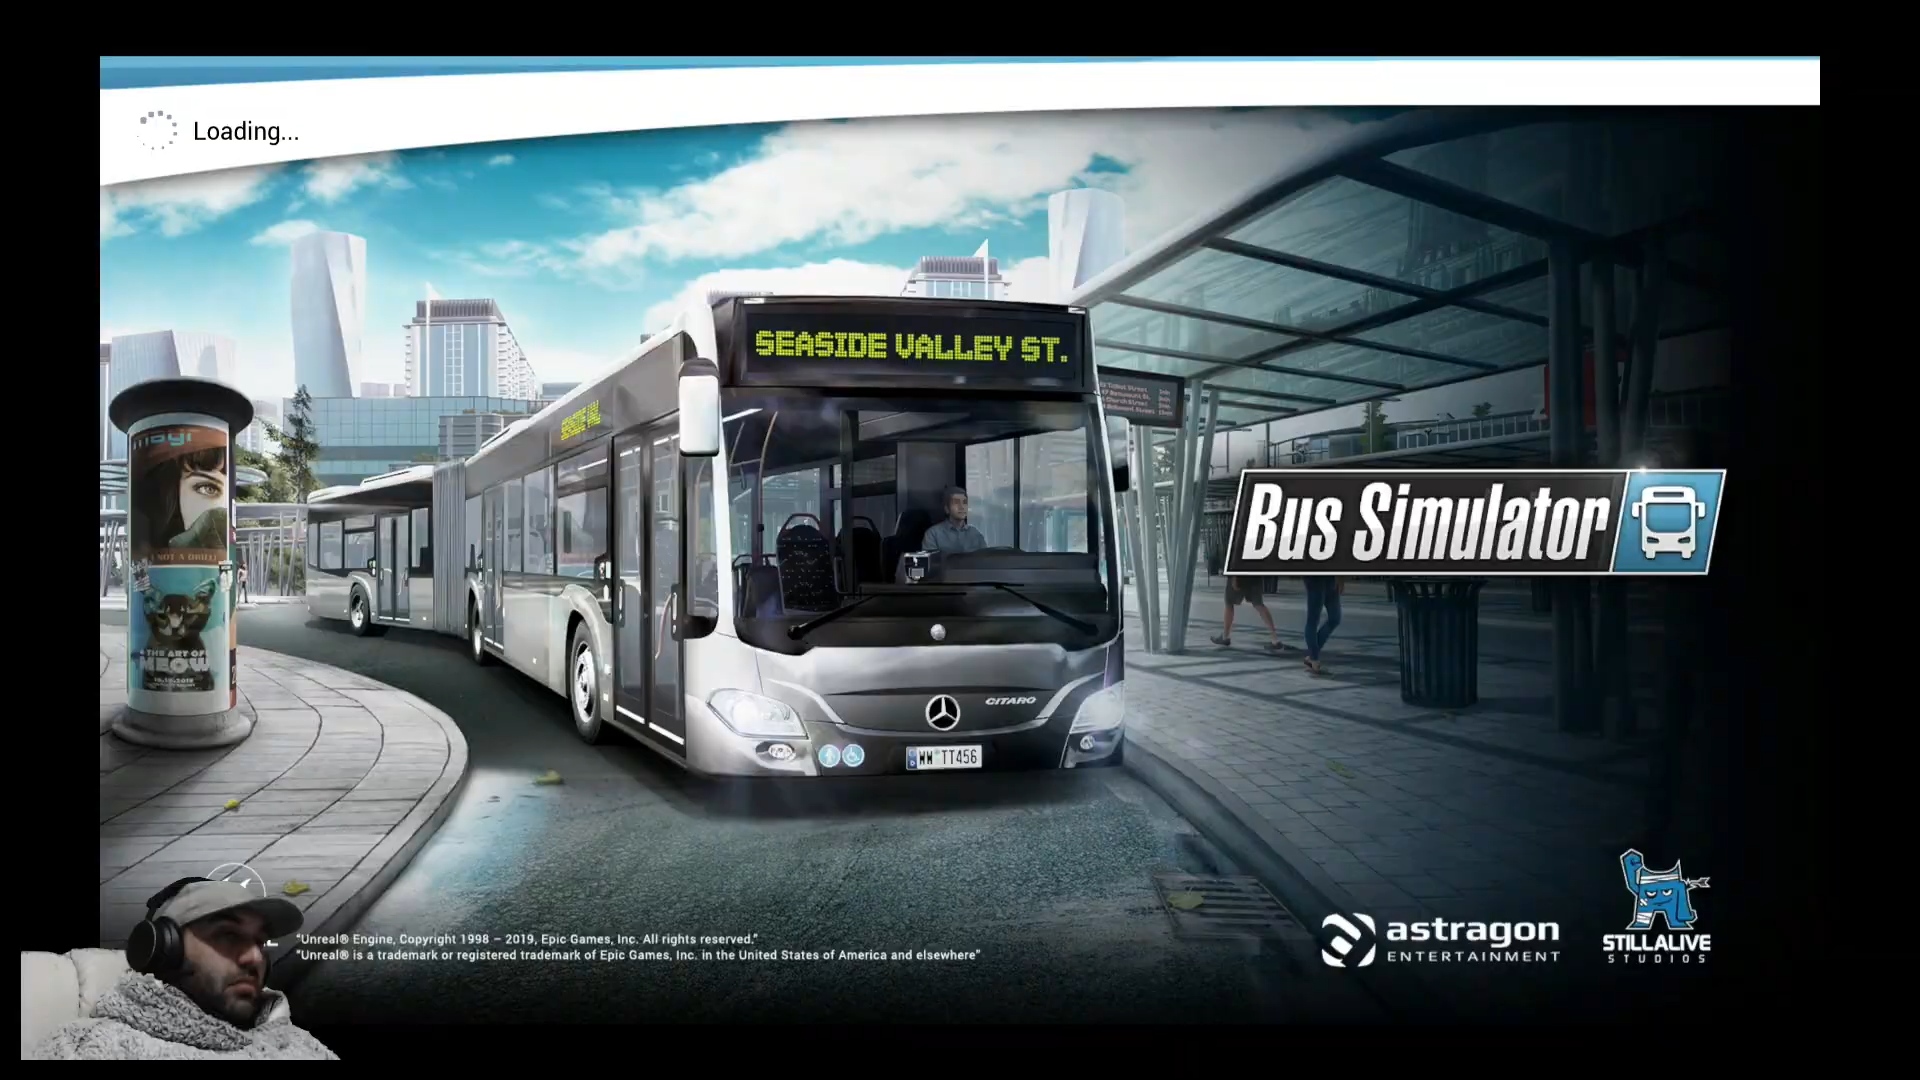 Loading...
SEASIDE VALLEY ST.
I NOT A DRILL!
THE ART OF
MEOW
CITARO
WW TT456
Bus Simulator
"Unreal® Engine, Copyright 1998 – 2019, Epic Games, Inc. All rights reserved."
"Unreal® is a trademark or registered trademark of Epic Games, Inc. in the United States of America and elsewhere"
astragon
ENTERTAINMENT
STILLALIVE
STUDIOS